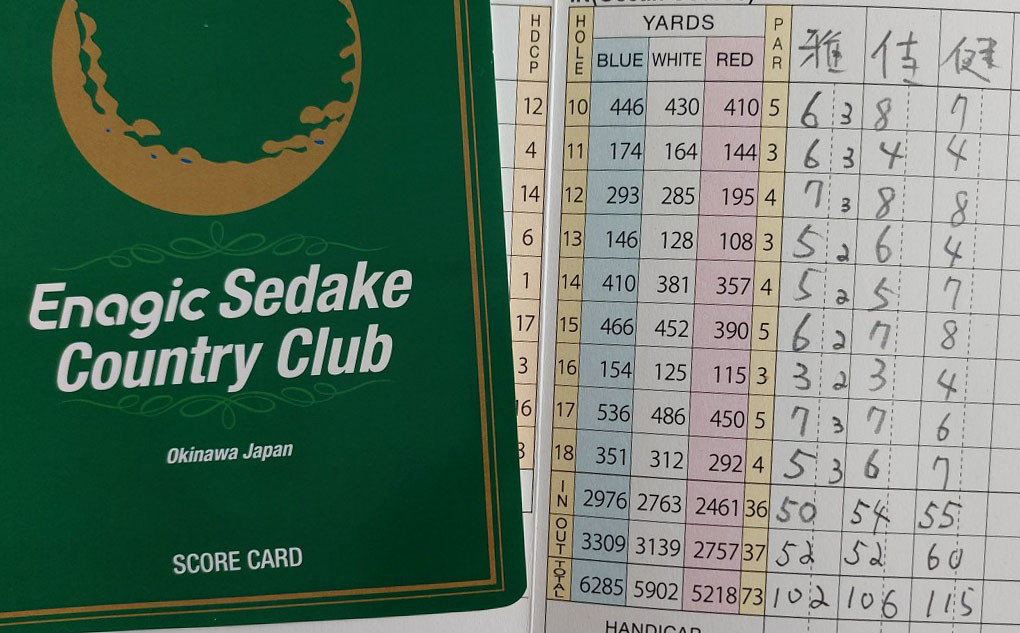 Enagic Sedake
Country Club
Okinawa Japan
SCORE CARD
HDCP
12
4
14
6
1
17
3
16
HOLE YARDS PAR 雅 佳 健
BLUE WHITE RED
10 446 430 410 5 6 3 8 7
11 174 164 144 3 6 3 4 4
12 293 285 195 4 7 3 8 8
13 146 128 108 3 5 2 6 4
14 410 381 357 4 5 2 5 7
15 466 452 390 5 6 2 7 8
16 154 125 115 3 3 2 3 4
17 536 486 450 5 7 3 7 6
18 351 312 292 4 5 3 6 7
IN 2976 2763 2461 36 50 54 55
OUT 3309 3139 2757 37 52 52 60
TOTAL 6285 5902 5218 73 102 106 115